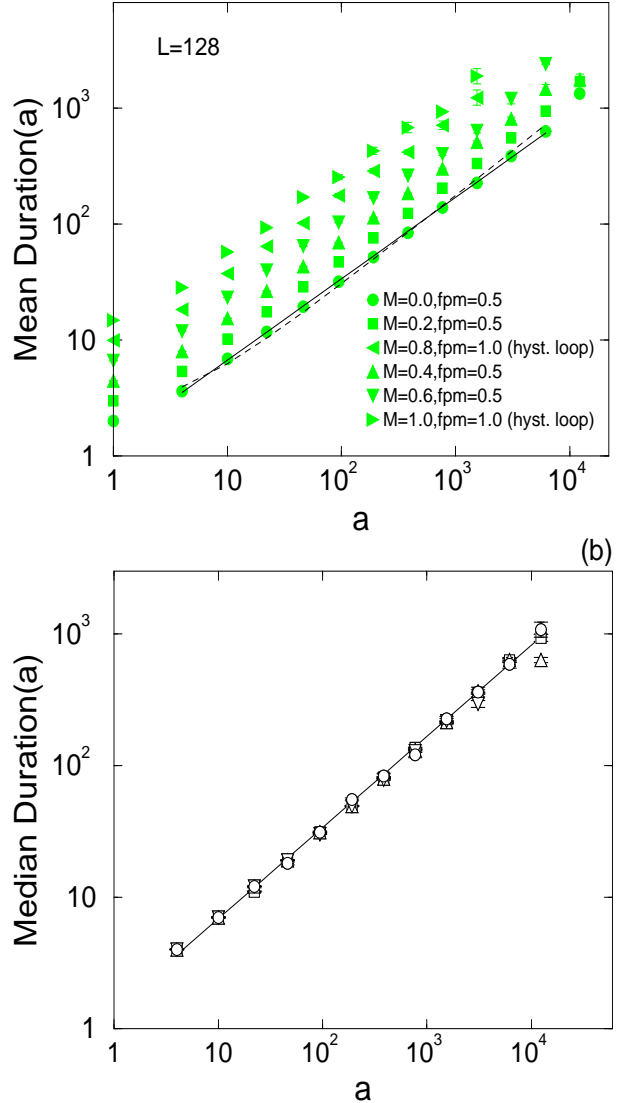 L=128
Mean Duration(a)
10³
10²
10
1
M=0.0,fpm=0.5
M=0.2,fpm=0.5
M=0.8,fpm=1.0 (hyst. loop)
M=0.4,fpm=0.5
M=0.6,fpm=0.5
M=1.0,fpm=1.0 (hyst. loop)
1 10 10² 10³ 10⁴
a
(b)
Median Duration(a)
10³
10²
10
1
1 10 10² 10³ 10⁴
a